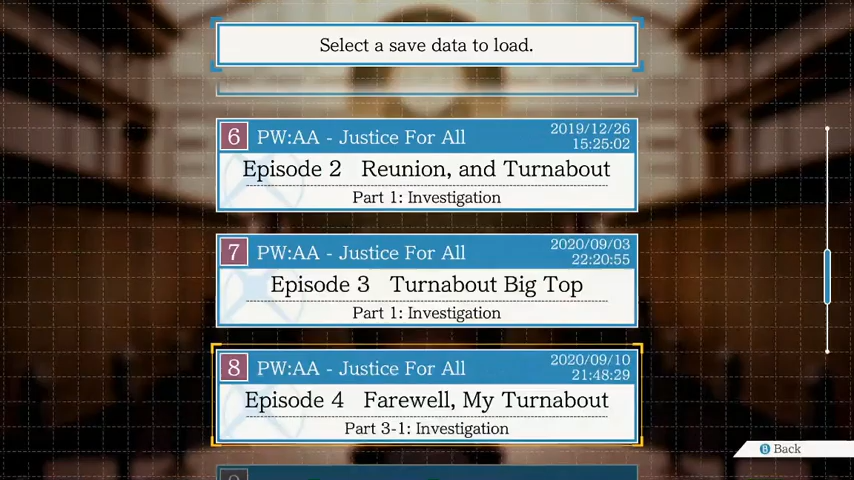 Select a save data to load.
6 PW:AA - Justice For All 2019/12/26 15:25:02
Episode 2 Reunion, and Turnabout
Part 1: Investigation
7 PW:AA - Justice For All 2020/09/03 22:20:55
Episode 3 Turnabout Big Top
Part 1: Investigation
8 PW:AA - Justice For All 2020/09/10 21:48:29
Episode 4 Farewell, My Turnabout
Part 3-1: Investigation
B Back